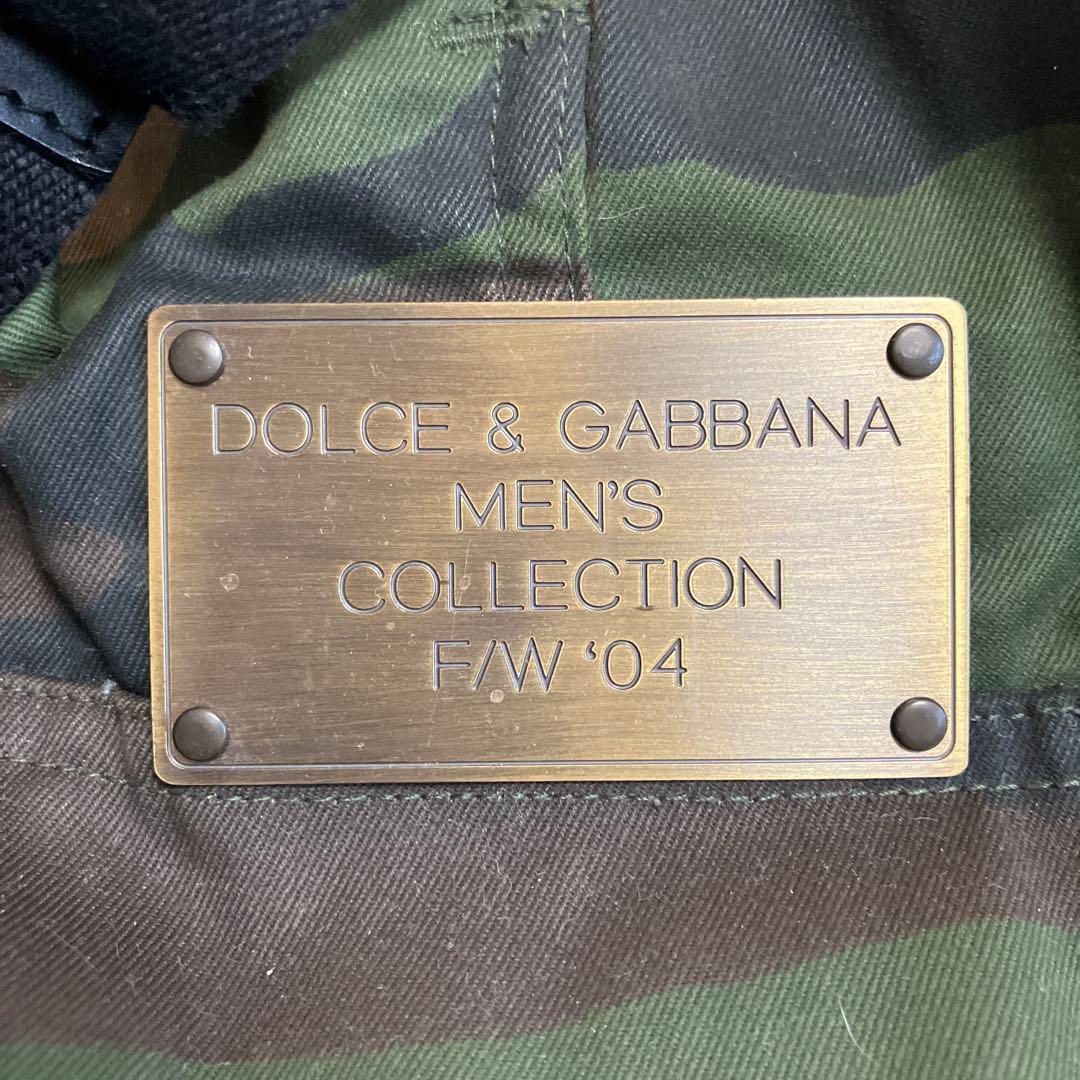 DOLCE & GABBANA
MEN'S
COLLECTION
F/W '04